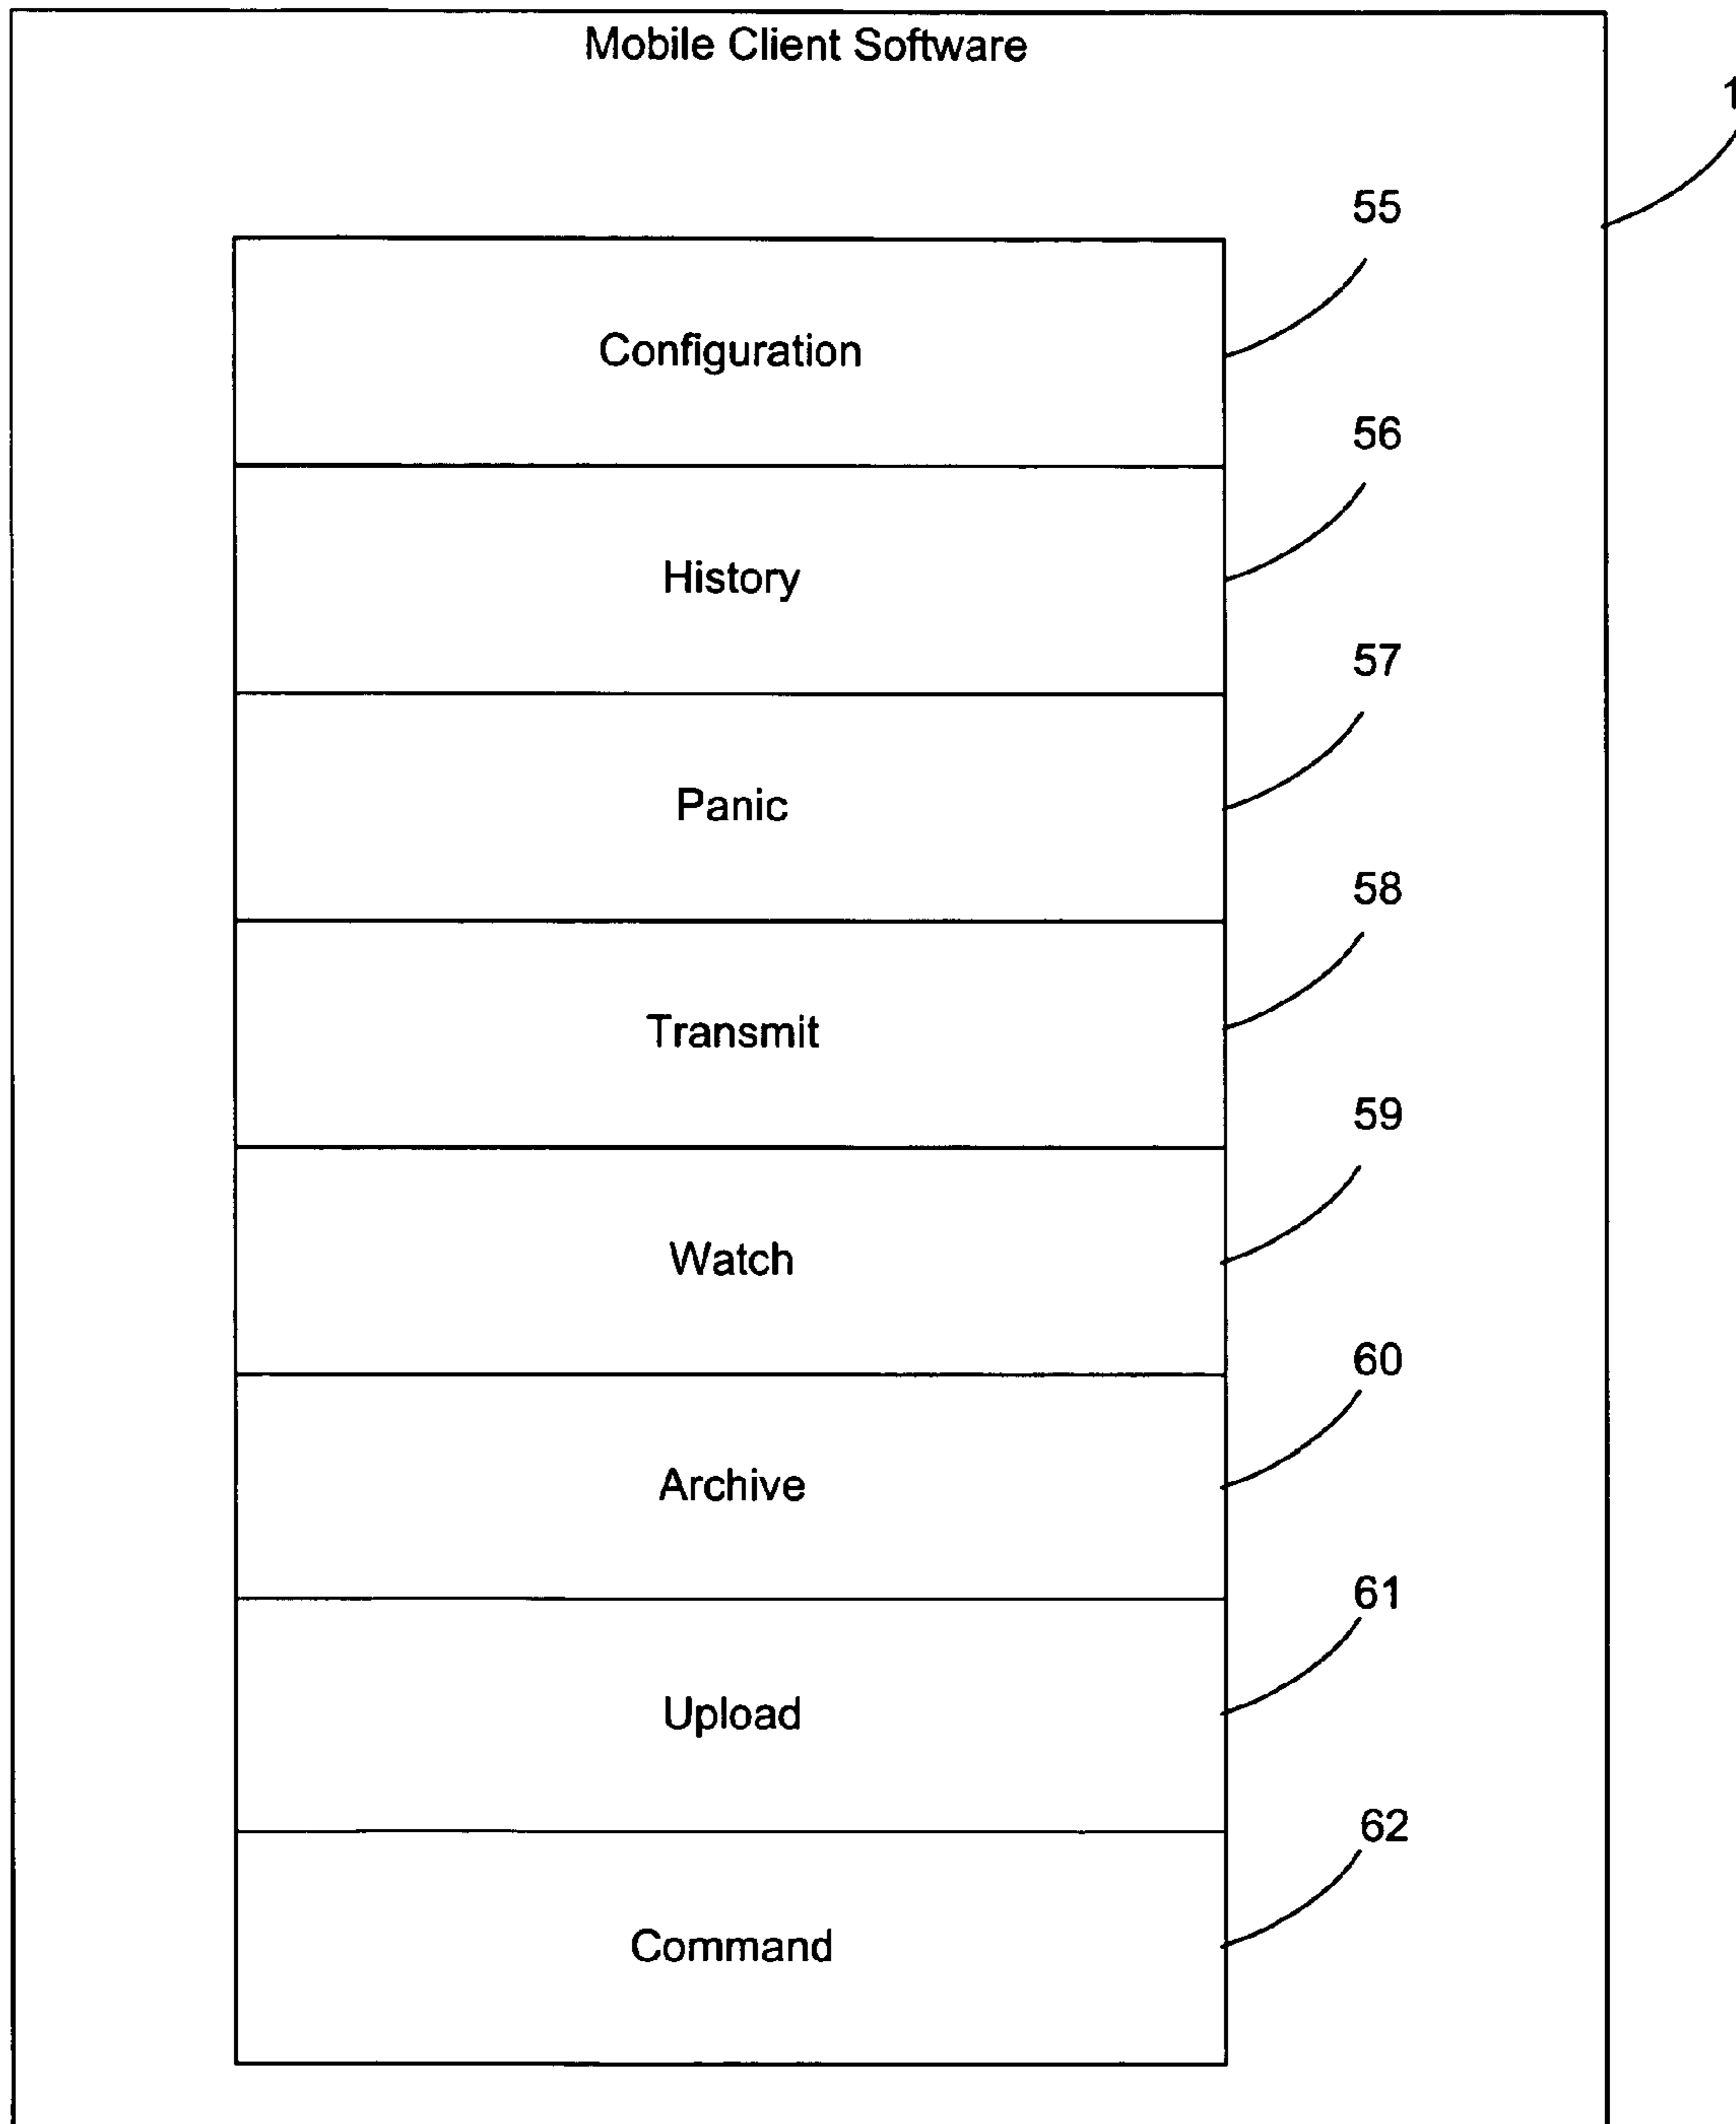 Mobile Client Software
55
Configuration
56
History
57
Panic
58
Transmit
59
Watch
60
Archive
61
Upload
62
Command